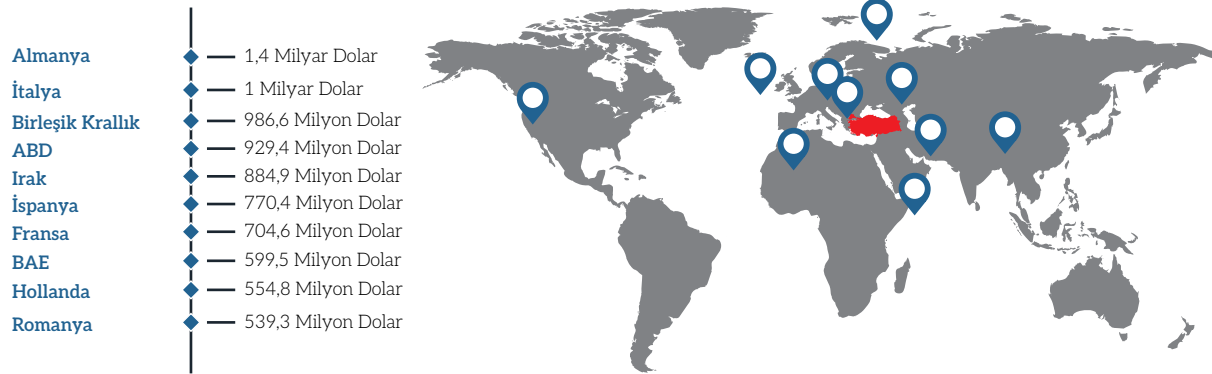 Almanya 1,4 Milyar Dolar
İtalya 1 Milyar Dolar
Birleşik Krallık 986,6 Milyon Dolar
ABD 929,4 Milyon Dolar
Irak 884,9 Milyon Dolar
İspanya 770,4 Milyon Dolar
Fransa 704,6 Milyon Dolar
BAE 599,5 Milyon Dolar
Hollanda 554,8 Milyon Dolar
Romanya 539,3 Milyon Dolar